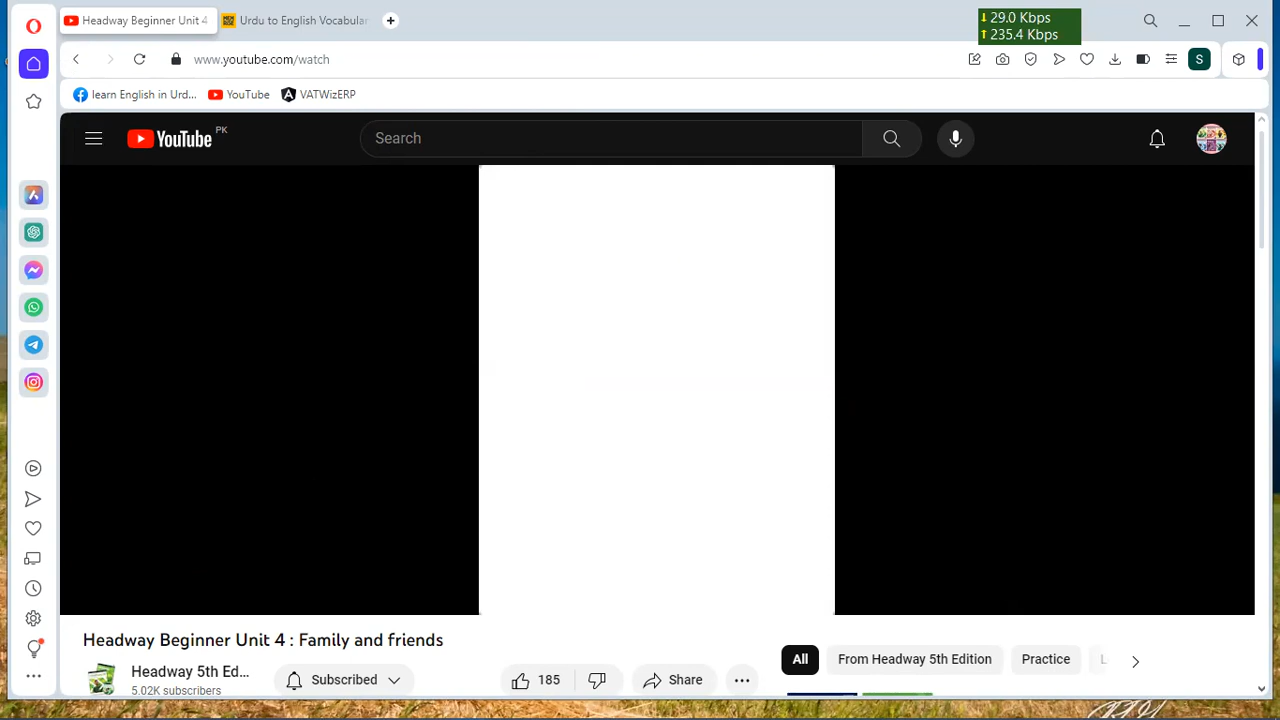 Headway Beginner Unit 4
Urdu to English Vocabular
29.0 Kbps
235.4 Kbps
www.youtube.com/watch
S
learn English in Urd...
YouTube
VATWizERP
YouTube PK
Search
Headway Beginner Unit 4 : Family and friends
Headway 5th Ed...
5.02K subscribers
Subscribed
185
Share
All
From Headway 5th Edition
Practice